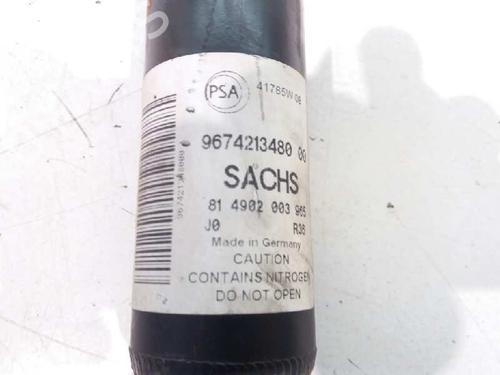 PSA 41785W 08
9674213480 00
SACHS
81 4902 003 965
J0 R36
Made in Germany
CAUTION
CONTAINS NITROGEN
DO NOT OPEN